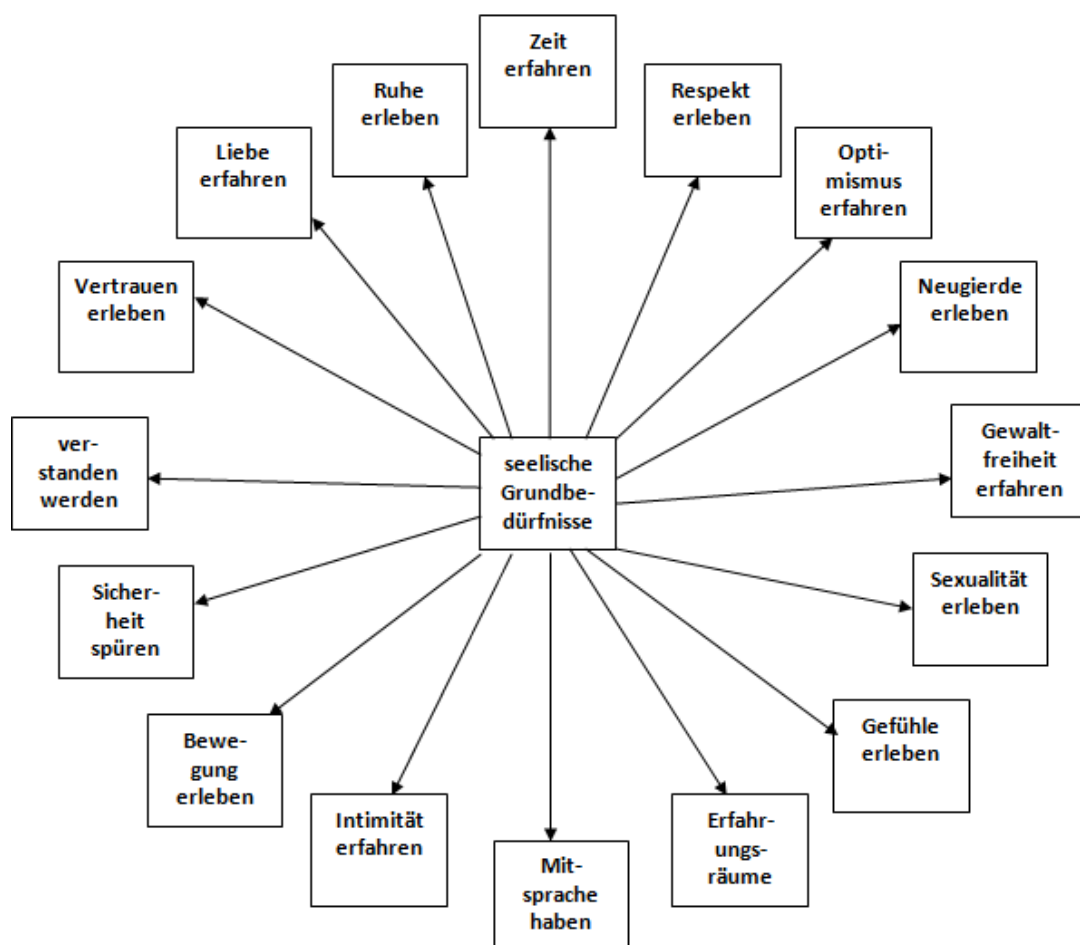 Zeit
erfahren
Ruhe
erleben
Respekt
erleben
Liebe
erfahren
Opti-
mismus
erfahren
Vertrauen
erleben
Neugierde
erleben
ver-
standen
werden
seelische
Grundbe-
dürfnisse
Gewalt-
freiheit
erfahren
Sicher-
heit
spüren
Sexualität
erleben
Bewe-
gung
erleben
Gefühle
erleben
Intimität
erfahren
Erfahr-
ungs-
räume
Mit-
sprache
haben